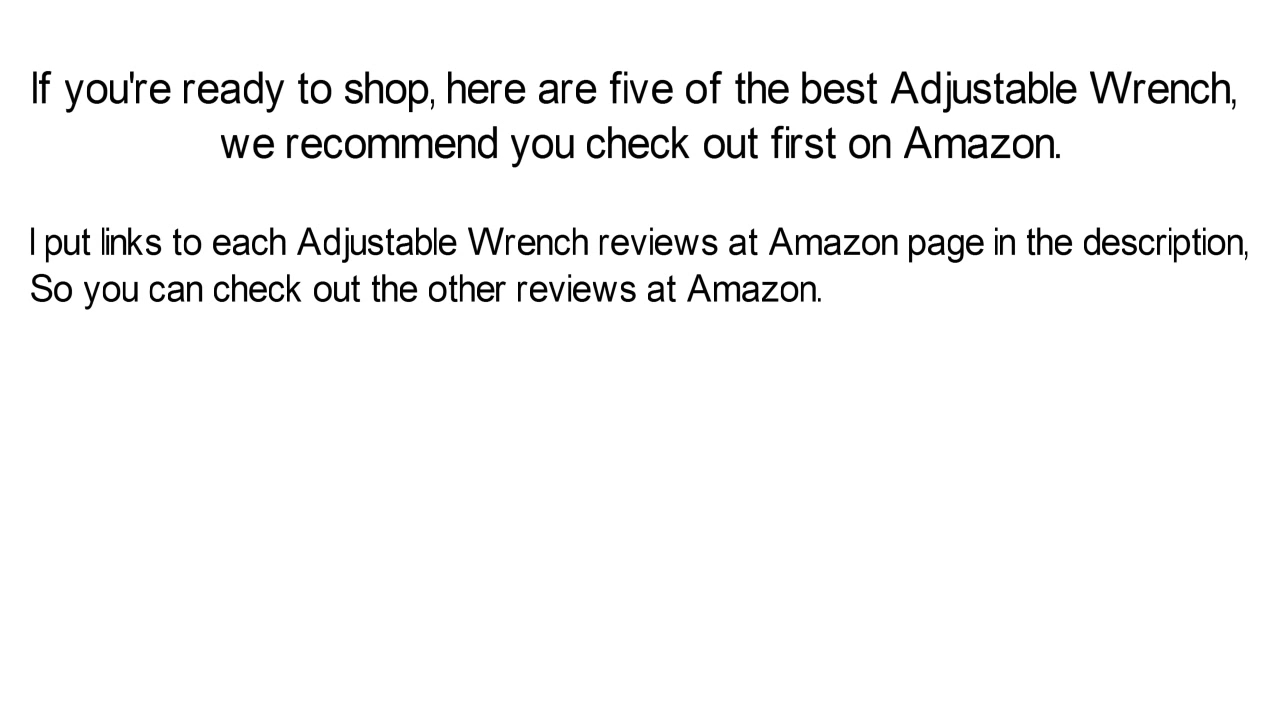 If you're ready to shop, here are five of the best Adjustable Wrench,
we recommend you check out first on Amazon.
I put links to each Adjustable Wrench reviews at Amazon page in the description,
So you can check out the other reviews at Amazon.